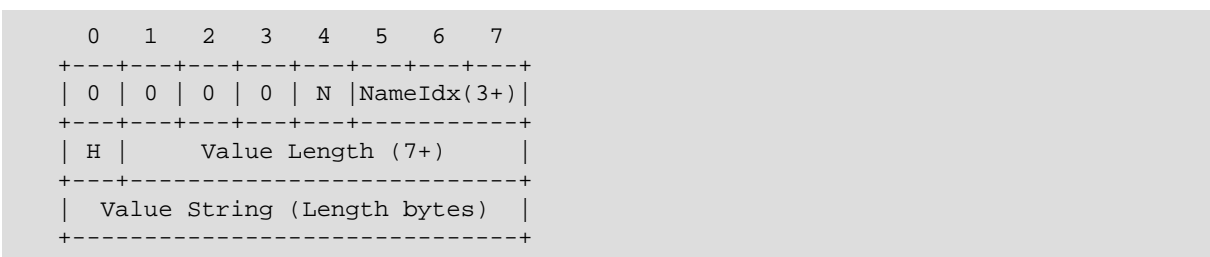 0   1   2   3   4   5   6   7
+---+---+---+---+---+---+---+---+
| 0 | 0 | 0 | 0 | N |NameIdx(3+)|
+---+---+---+---+---+-----------+
| H |     Value Length (7+)     |
+---+---------------------------+
|  Value String (Length bytes)  |
+-------------------------------+